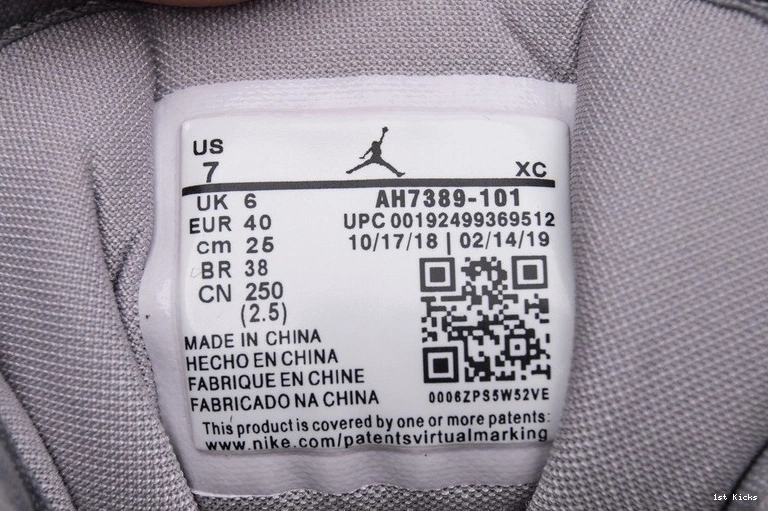 US
7 XC
UK 6 AH7389-101
EUR 40 UPC 00192499369512
cm 25 10/17/18 | 02/14/19
BR 38
CN 250
(2.5)
MADE IN CHINA
HECHO EN CHINA
FABRIQUE EN CHINE
FABRICADO NA CHINA
0006ZPS5W52VE
This product is covered by one or more patents:
www.nike.com/patentsvirtualmarking
1st Kicks